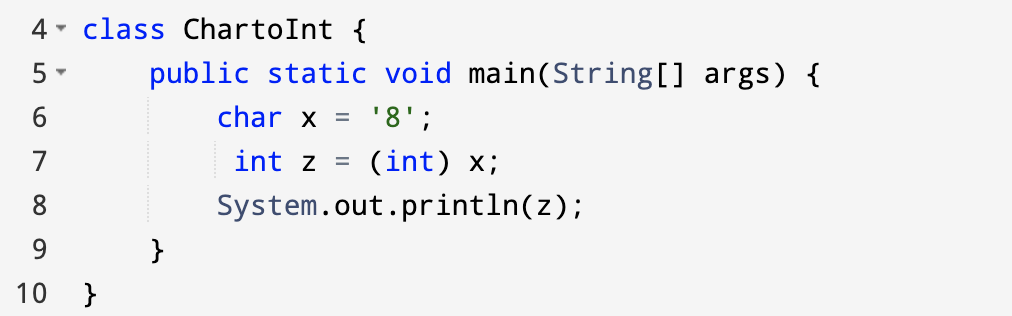 4 class ChartoInt {
5     public static void main(String[] args) {
6         char x = '8';
7          int z = (int) x;
8         System.out.println(z);
9     }
10 }